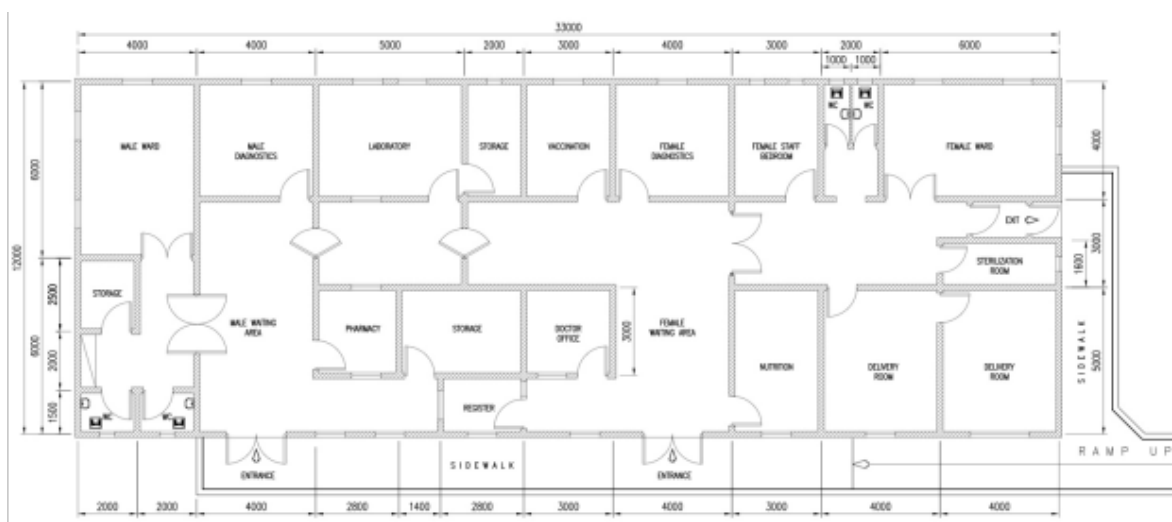 33000
4000 4000 5000 2000 3000 4000 3000 2000 6000
1000 1000
WC WC
MALE WARD
MALE
DIAGNOSTICS
LABORATORY
STORAGE
VACCINATION
FEMALE
DIAGNOSTICS
FEMALE STAFF
BEDROOM
FEMALE WARD
12000
6000
6000
4000
EXIT
3000
1600
STERILIZATION
ROOM
STORAGE
2500
2000
1500
MALE WAITING
AREA
PHARMACY
STORAGE
DOCTOR
OFFICE
3000
FEMALE
WAITING AREA
NUTRITION
DELIVERY
ROOM
DELIVERY
ROOM
5000
SIDEWALK
REGISTER
WC WC
RAMP UP
ENTRANCE
SIDEWALK
ENTRANCE
2000 2000 4000 2800 1400 2800 3000 4000 3000 4000 4000